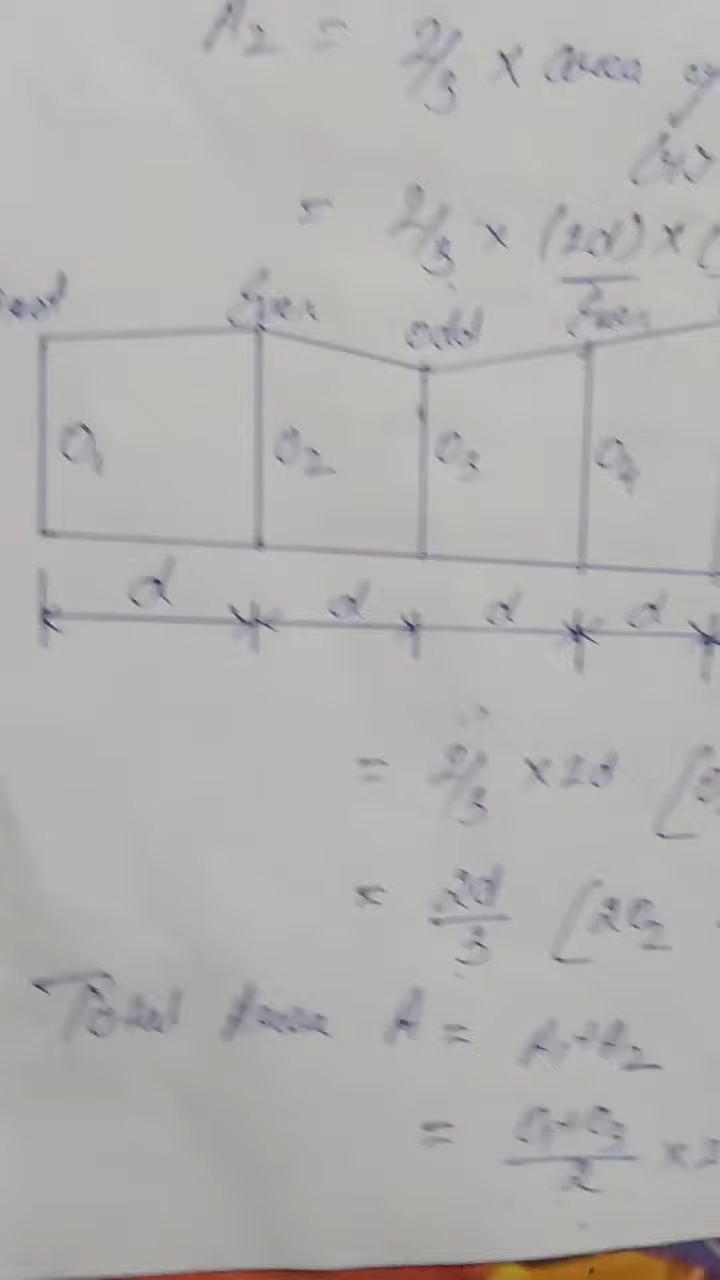 A₂ = 2/3 × area
= 2/3 × (2d) × (
Even odd Even
O₁ O₂ O₃ O₄
d d d d
= 2/3 × 2d [O
= 2d/3 [2O₂
Total Area A = A₁+A₂
= O₁+O₃/2 × 2